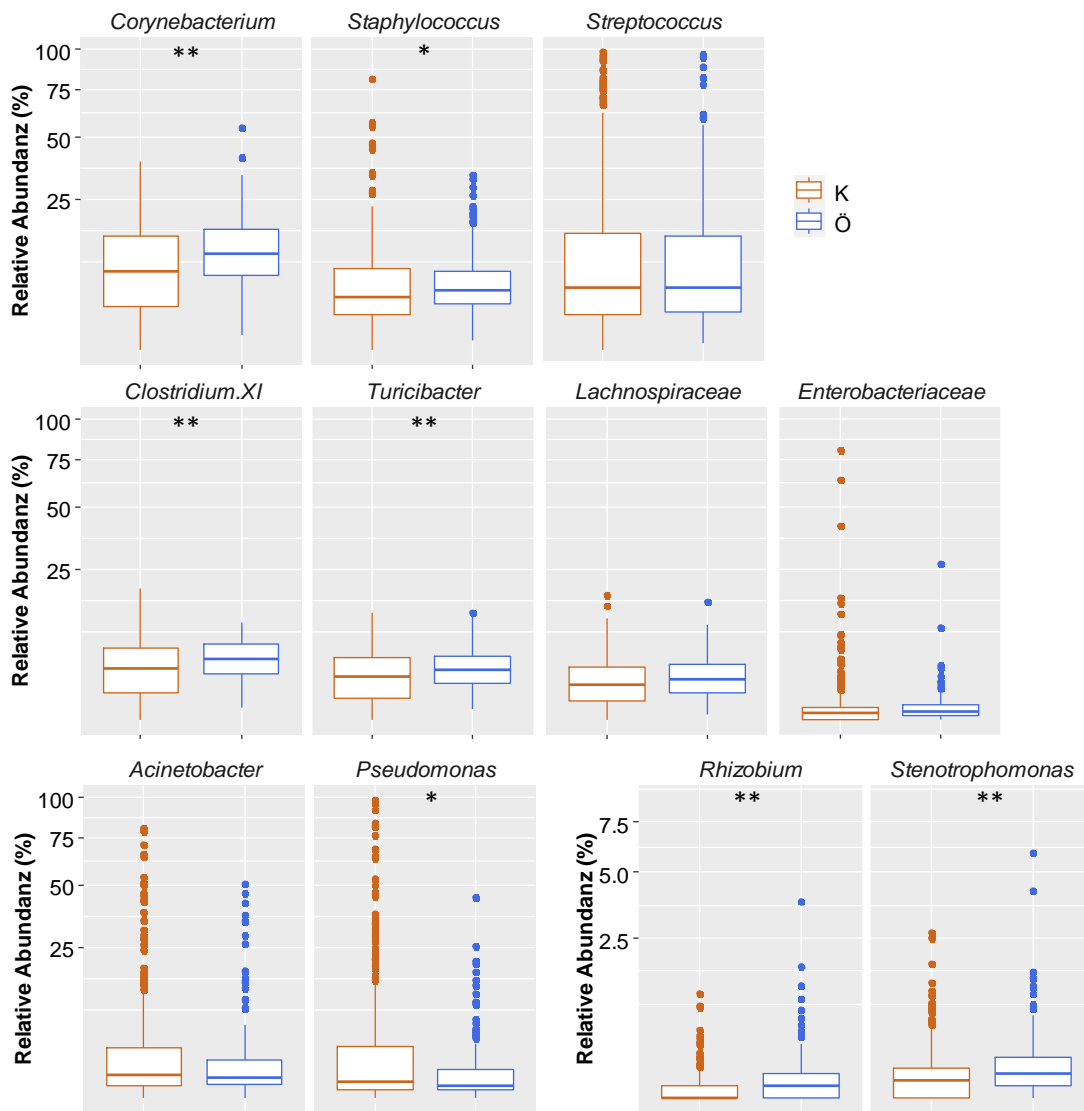 Corynebacterium Staphylococcus Streptococcus
** *
Relative Abundanz (%)
100
75
50
25
K
Ö
Clostridium.XI Turicibacter Lachnospiraceae Enterobacteriaceae
** **
Relative Abundanz (%)
100
75
50
25
Acinetobacter Pseudomonas
*
Relative Abundanz (%)
100
75
50
25
Rhizobium Stenotrophomonas
** **
Relative Abundanz (%)
7.5
5.0
2.5